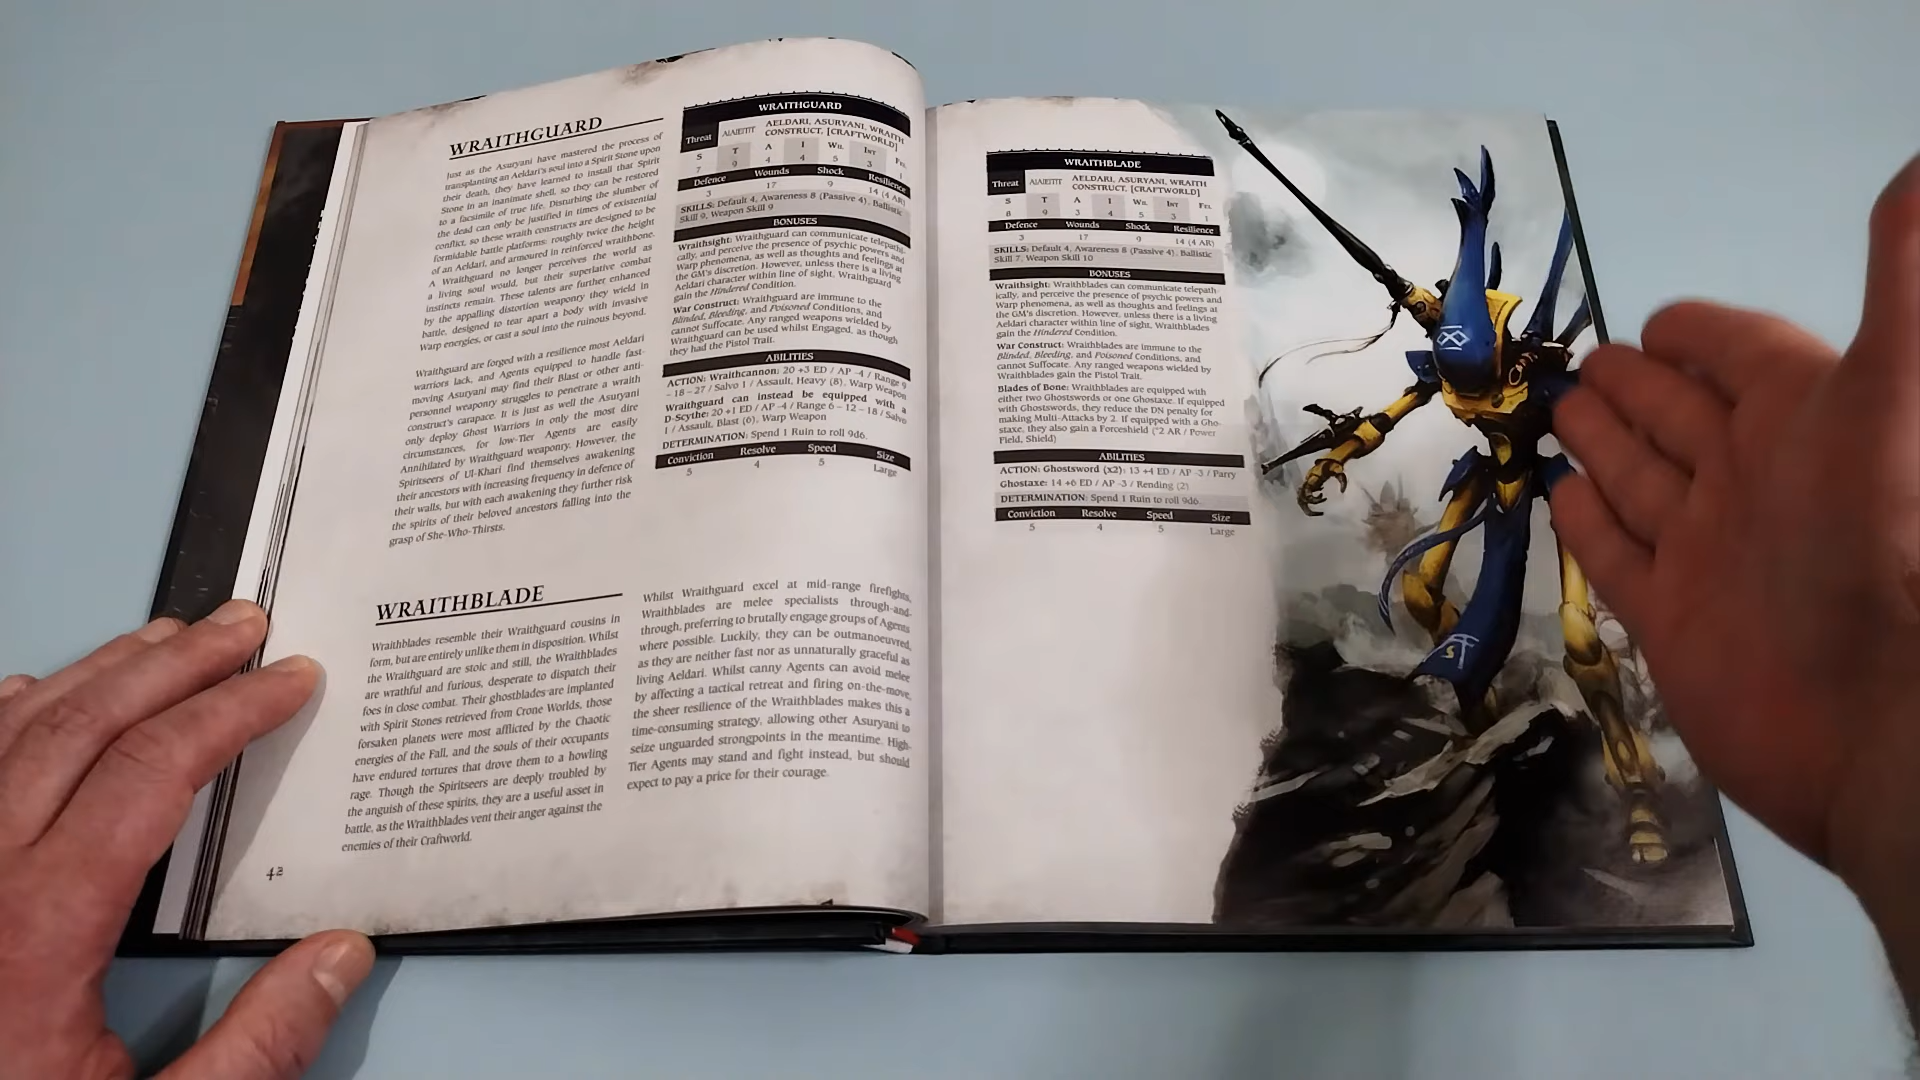 WRAITHGUARD
Just as the Asuryani have mastered the process of
transplanting an Aeldari's soul into a Spirit Stone upon
their death, they have learned to install that Spirit
Stone in an inanimate shell, so they can be restored
to a facsimile of true life. Disturbing the slumber of
the dead can only be justified in times of existential
conflict, so these wraith constructs are designed to be
formidable battle platforms: roughly twice the height
of an Aeldari, and armoured in reinforced wraithbone.
A Wraithguard no longer perceives the world as
a living soul would, but their superlative combat
instincts remain. These talents are further enhanced
by the appalling distortion weaponry they wield in
battle, designed to tear apart a body with invasive
Warp energies, or cast a soul into the ruinous beyond.
Wraithguard are forged with a resilience most Aeldari
warriors lack, and Agents equipped to handle fast-
moving Asuryani may find their Blast or other anti-
personnel weaponry struggles to penetrate a wraith
construct's carapace. It is just as well the Asuryani
only deploy Ghost Warriors in only the most dire
circumstances, for low-Tier Agents are easily
Annihilated by Wraithguard weaponry. However, the
Spiritseers of Ul-Khari find themselves awakening
their ancestors with increasing frequency in defence of
their walls, but with each awakening they further risk
the spirits of their beloved ancestors falling into the
grasp of She-Who-Thirsts.
WRAITHBLADE
Wraithblades resemble their Wraithguard cousins in
form, but are entirely unlike them in disposition. Whilst
the Wraithguard are stoic and still, the Wraithblades
are wrathful and furious, desperate to dispatch their
foes in close combat. Their ghostblades are implanted
with Spirit Stones retrieved from Crone Worlds, those
forsaken planets were most afflicted by the Chaotic
energies of the Fall, and the souls of their occupants
have endured tortures that drove them to a howling
rage. Though the Spiritseers are deeply troubled by
the anguish of these spirits, they are a useful asset in
battle, as the Wraithblades vent their anger against the
enemies of their Craftworld.
42
WRAITHGUARD
Threat AELDARI, ASURYANI, WRAITH
CONSTRUCT, [CRAFTWORLD]
S T A I Wil Int Fel
7 9 4 4 5 3 1
Defence Wounds Shock Resilience
3 17 9 14 (4 AR)
SKILLS: Default 4, Awareness 8 (Passive 4), Ballistic
Skill 9, Weapon Skill 9
BONUSES
Wraithsight: Wraithguard can communicate telepathi-
cally, and perceive the presence of psychic powers and
Warp phenomena, as well as thoughts and feelings at
the GM's discretion. However, unless there is a living
Aeldari character within line of sight, Wraithguard
gain the Hindered Condition.
War Construct: Wraithguard are immune to the
Blinded, Bleeding, and Poisoned Conditions, and
cannot Suffocate. Any ranged weapons wielded by
Wraithguard can be used whilst Engaged, as though
they had the Pistol Trait.
ABILITIES
ACTION: Wraithcannon: 20 +3 ED / AP -4 / Range 9
- 18 - 27 / Salvo 1 / Assault, Heavy (8), Warp Weapon
Wraithguard can instead be equipped with a
D-Scythe: 20 +1 ED / AP -4 / Range 6 - 12 - 18 / Salvo
1 / Assault, Blast (6), Warp Weapon
DETERMINATION: Spend 1 Ruin to roll 9d6.
Conviction Resolve Speed Size
5 4 5 Large
Whilst Wraithguard excel at mid-range firefights,
Wraithblades are melee specialists through-and-
through, preferring to brutally engage groups of Agents
where possible. Luckily, they can be outmanoeuvred,
as they are neither fast nor as unnaturally graceful as
living Aeldari. Whilst canny Agents can avoid melee
by affecting a tactical retreat and firing on-the-move,
the sheer resilience of the Wraithblades makes this a
time-consuming strategy, allowing other Asuryani to
seize unguarded strongpoints in the meantime. High-
Tier Agents may stand and fight instead, but should
expect to pay a price for their courage.
WRAITHBLADE
Threat AELDARI, ASURYANI, WRAITH
CONSTRUCT, [CRAFTWORLD]
S T A I Wil Int Fel
8 9 3 4 5 3 1
Defence Wounds Shock Resilience
3 17 9 14 (4 AR)
SKILLS: Default 4, Awareness 8 (Passive 4), Ballistic
Skill 7, Weapon Skill 10
BONUSES
Wraithsight: Wraithblades can communicate telepath-
ically, and perceive the presence of psychic powers and
Warp phenomena, as well as thoughts and feelings at
the GM's discretion. However, unless there is a living
Aeldari character within line of sight, Wraithblades
gain the Hindered Condition.
War Construct: Wraithblades are immune to the
Blinded, Bleeding, and Poisoned Conditions, and
cannot Suffocate. Any ranged weapons wielded by
Wraithblades gain the Pistol Trait.
Blades of Bone: Wraithblades are equipped with
either two Ghostswords or one Ghostaxe. If equipped
with Ghostswords, they reduce the DN penalty for
making Multi-Attacks by 2. If equipped with a Gho-
staxe, they also gain a Forceshield (*2 AR / Power
Field, Shield)
ABILITIES
ACTION: Ghostsword (x2): 13 +4 ED / AP -3 / Parry
Ghostaxe: 14 +6 ED / AP -3 / Rending (2)
DETERMINATION: Spend 1 Ruin to roll 9d6.
Conviction Resolve Speed Size
5 4 5 Large